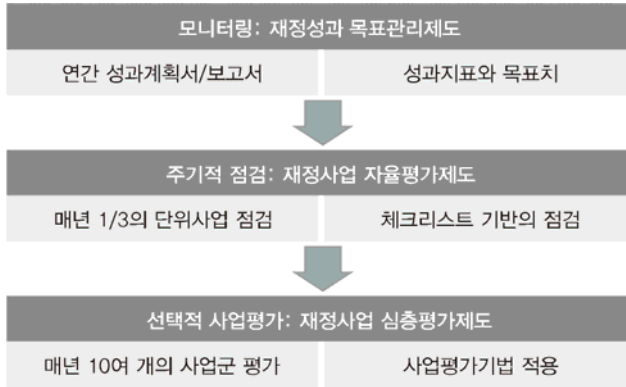 모니터링: 재정성과 목표관리제도
연간 성과계획서/보고서
성과지표와 목표치
주기적 점검: 재정사업 자율평가제도
매년 1/3의 단위사업 점검
체크리스트 기반의 점검
선택적 사업평가: 재정사업 심층평가제도
매년 10여 개의 사업군 평가
사업평가기법 적용